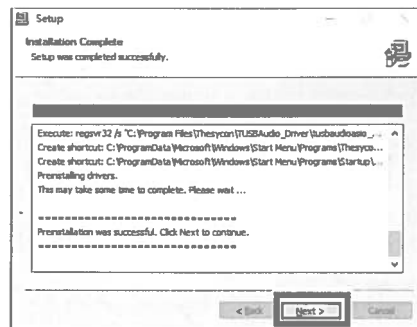 Setup
Installation Complete
Setup was completed successfully.
Execute: regsvr32 /s "C:\Program Files\Thesycon\TUSBAudio_Driver\tusbaudioasio_...
Create shortcut: C:\ProgramData\Microsoft\Windows\Start Menu\Programs\Thesyco...
Create shortcut: C:\ProgramData\Microsoft\Windows\Start Menu\Programs\Startup\...
Preinstalling drivers.
This may take some time to complete. Please wait ...
==============================
Preinstallation was successful. Click Next to continue.
==============================
< Back Next > Cancel